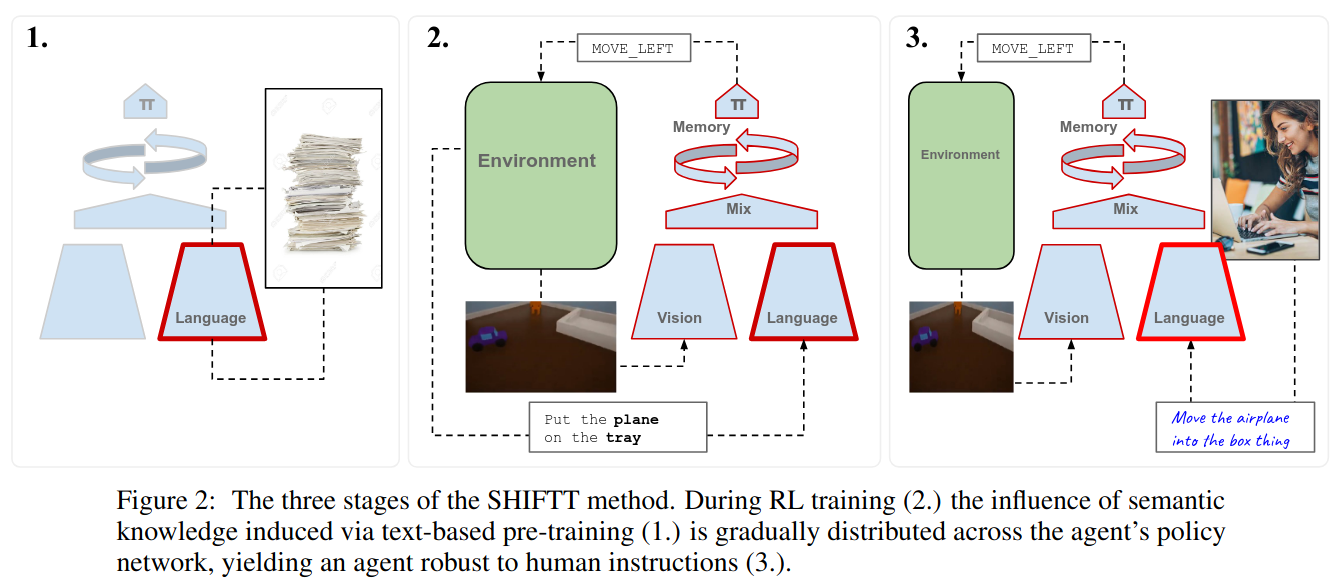 1.
π
Language
2.
MOVE_LEFT
π
Memory
Environment
Mix
Vision
Language
Put the plane
on the tray
3.
MOVE_LEFT
π
Memory
Environment
Mix
Vision
Language
Move the airplane
into the box thing
Figure 2: The three stages of the SHIFTT method. During RL training (2.) the influence of semantic
knowledge induced via text-based pre-training (1.) is gradually distributed across the agent's policy
network, yielding an agent robust to human instructions (3.).